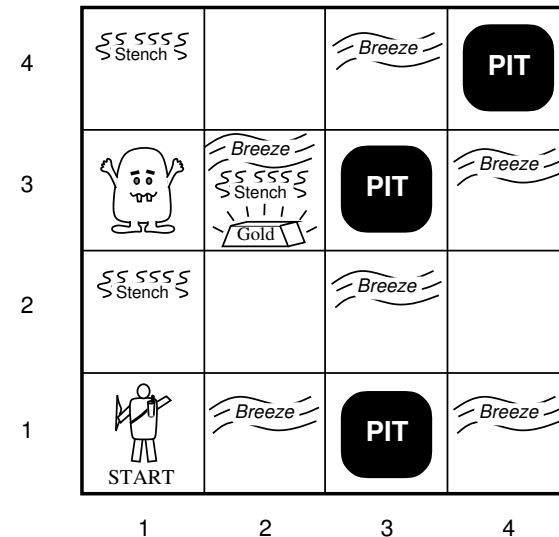 4
Stench
Breeze
PIT
3
Breeze
Stench
Gold
PIT
Breeze
2
Stench
Breeze
1
START
Breeze
PIT
Breeze
1 2 3 4